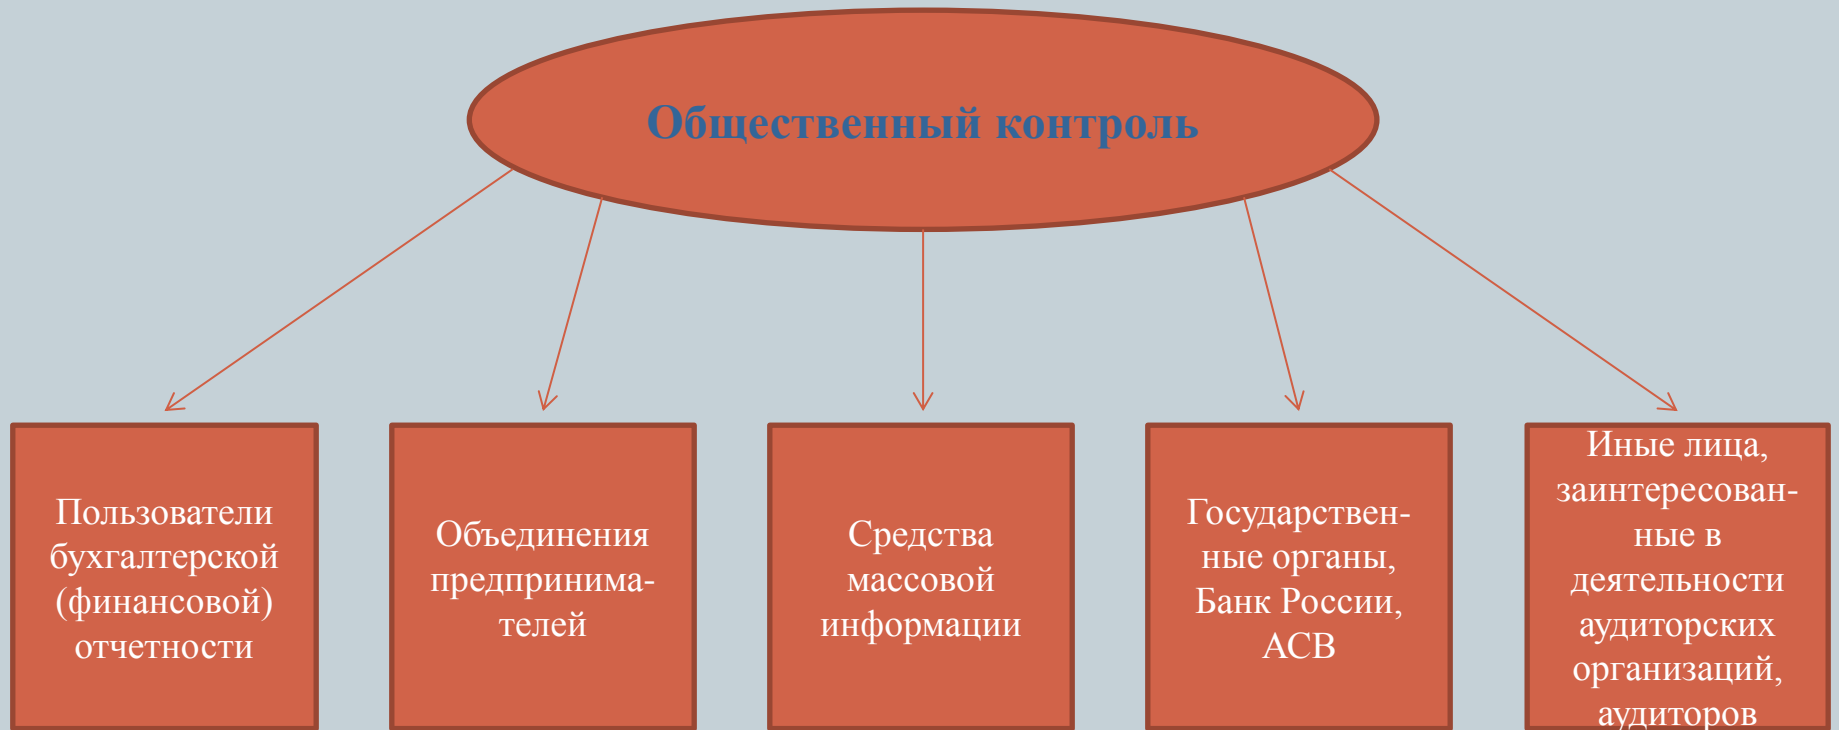 Общественный контроль
Пользователи
бухгалтерской
(финансовой)
отчетности
Объединения
предпринима-
телей
Средства
массовой
информации
Государствен-
ные органы,
Банк России,
АСВ
Иные лица,
заинтересован-
ные в
деятельности
аудиторских
организаций,
аудиторов